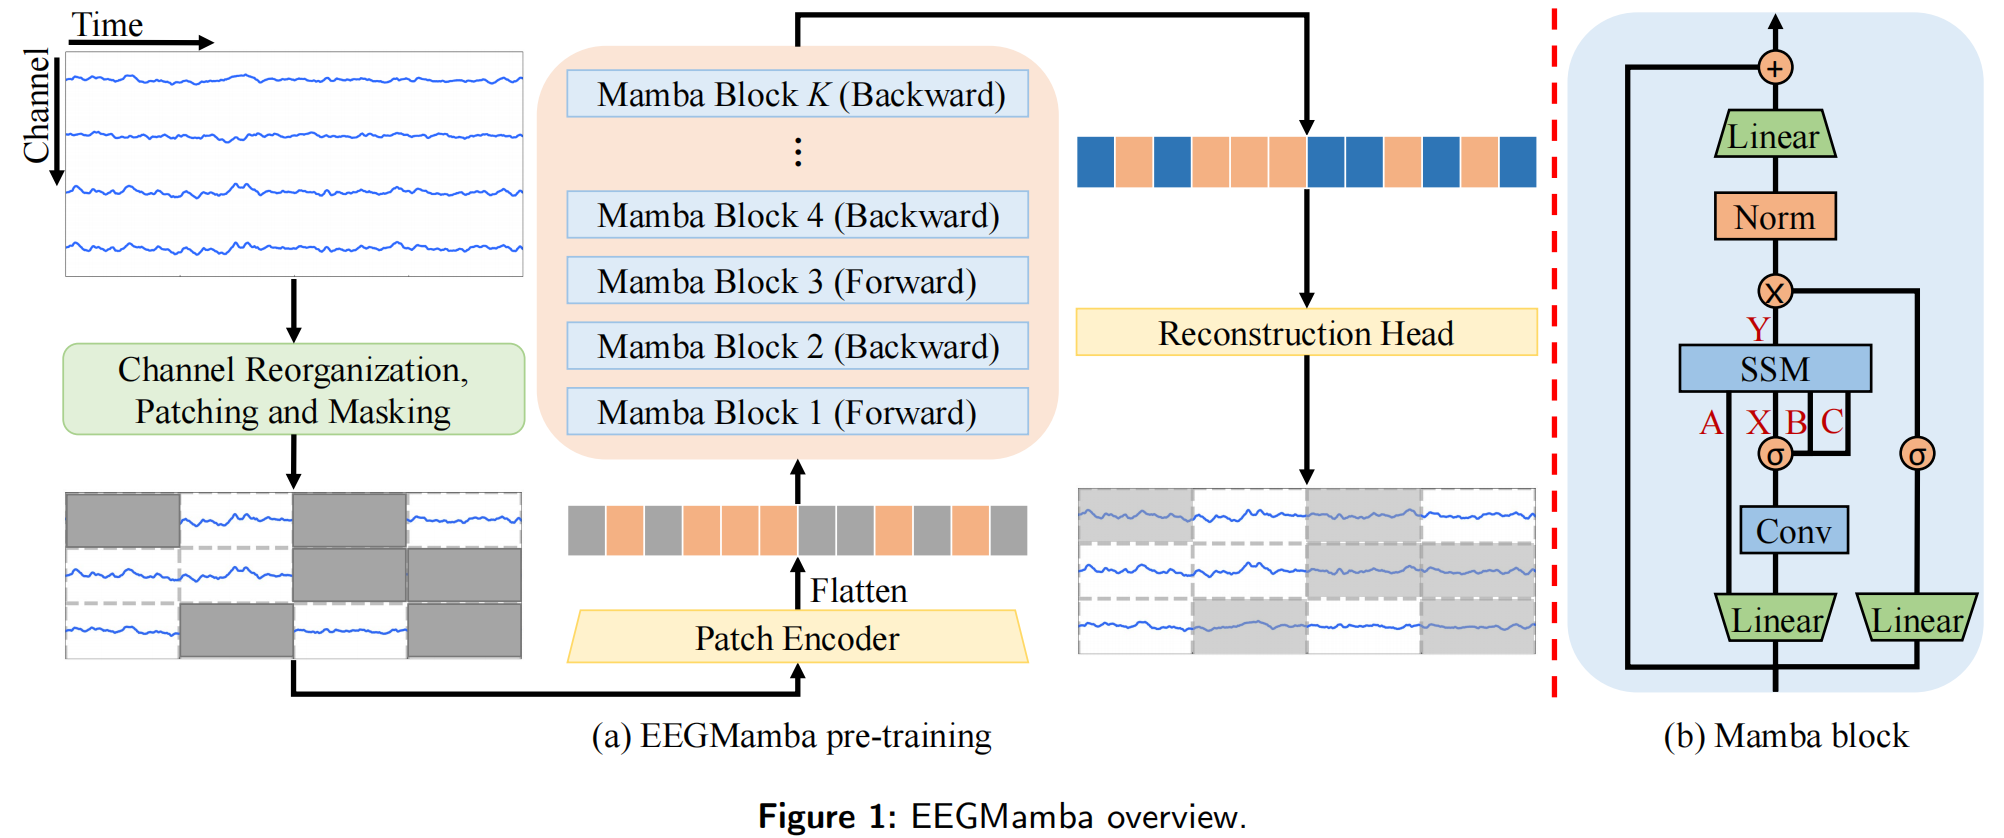 Time
Channel
Channel Reorganization,
Patching and Masking
Mamba Block K (Backward)
⋮
Mamba Block 4 (Backward)
Mamba Block 3 (Forward)
Mamba Block 2 (Backward)
Mamba Block 1 (Forward)
Flatten
Patch Encoder
Reconstruction Head
(a) EEGMamba pre-training
+
Linear
Norm
X
Y
SSM
A X B C
σ σ
Conv
Linear Linear
(b) Mamba block
Figure 1: EEGMamba overview.